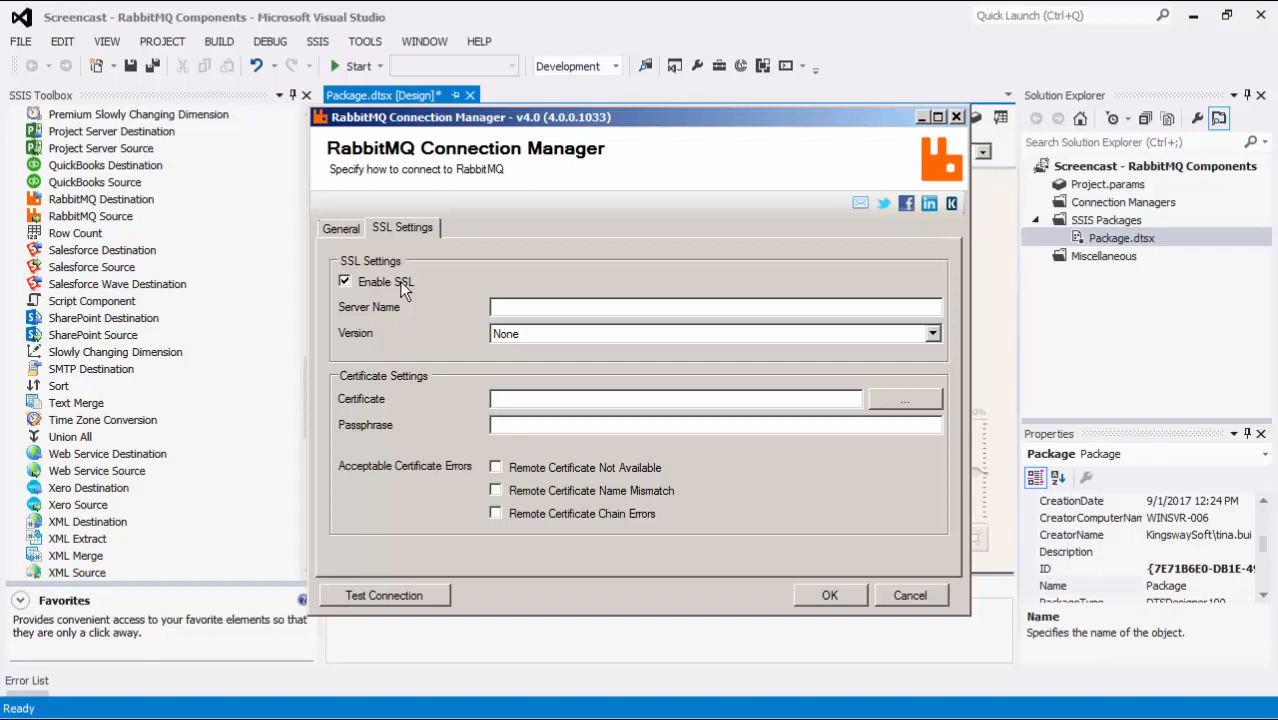 Screencast - RabbitMQ Components - Microsoft Visual Studio
Quick Launch (Ctrl+Q)
FILE EDIT VIEW PROJECT BUILD DEBUG SSIS TOOLS WINDOW HELP
Start Development
SSIS Toolbox
Premium Slowly Changing Dimension
Project Server Destination
Project Server Source
QuickBooks Destination
QuickBooks Source
RabbitMQ Destination
RabbitMQ Source
Row Count
Salesforce Destination
Salesforce Source
Salesforce Wave Destination
Script Component
SharePoint Destination
SharePoint Source
Slowly Changing Dimension
SMTP Destination
Sort
Text Merge
Time Zone Conversion
Union All
Web Service Destination
Web Service Source
Xero Destination
Xero Source
XML Destination
XML Extract
XML Merge
XML Source
Favorites
Provides convenient access to your favorite elements so that
they are only a click away.
Package.dtsx [Design]*
RabbitMQ Connection Manager - v4.0 (4.0.0.1033)
RabbitMQ Connection Manager
Specify how to connect to RabbitMQ
General SSL Settings
SSL Settings
Enable SSL
Server Name
Version None
Certificate Settings
Certificate ...
Passphrase
Acceptable Certificate Errors Remote Certificate Not Available
Remote Certificate Name Mismatch
Remote Certificate Chain Errors
Test Connection OK Cancel
Solution Explorer
Search Solution Explorer (Ctrl+;)
Screencast - RabbitMQ Components
Project.params
Connection Managers
SSIS Packages
Package.dtsx
Miscellaneous
Properties
Package Package
CreationDate 9/1/2017 12:24 PM
CreatorComputerNam WINSVR-006
CreatorName KingswaySoft\tina.bui
Description
ID {7E71B6E0-DB1E-49
Name Package
PackageType DTSDesigner100
Name
Specifies the name of the object.
Error List
Ready